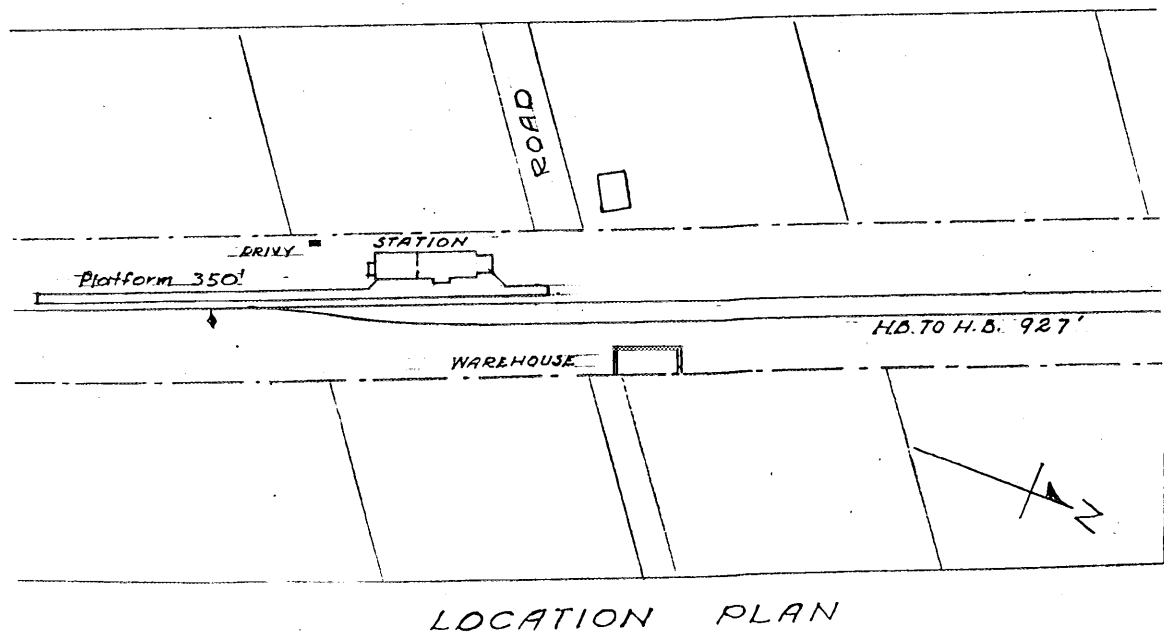 ROAD
PRIVY
STATION
Platform 350'
H.B. TO H.B. 927'
WAREHOUSE
N
LOCATION PLAN